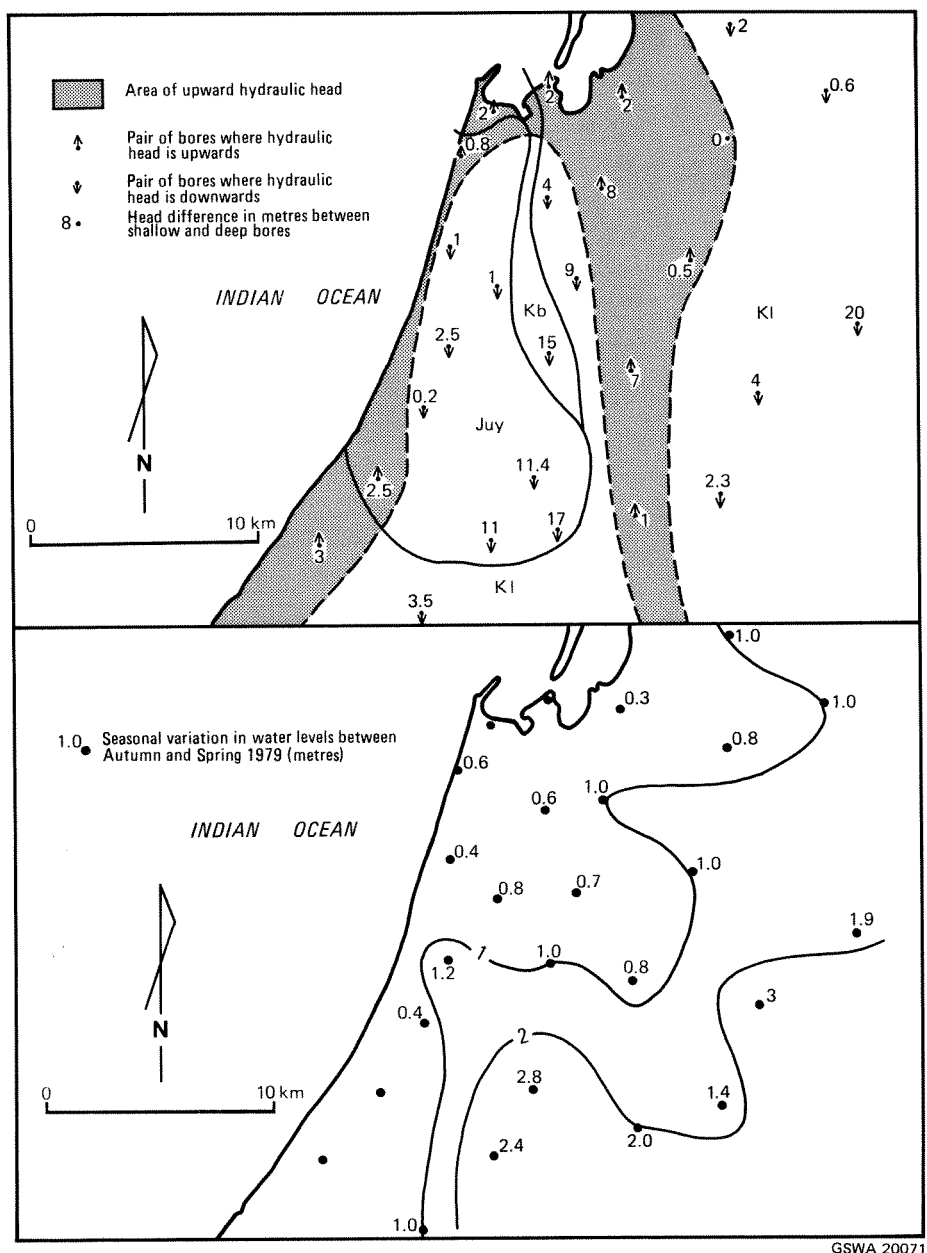 Area of upward hydraulic head
Pair of bores where hydraulic
head is upwards
Pair of bores where hydraulic
head is downwards
8 • Head difference in metres between
shallow and deep bores
INDIAN OCEAN
N
0 10 km
2
0.6
2
2
2
0
0.8
4
8
1
1
9
0.5
Kb
Kl
20
2.5
15
7
4
0.2
Juy
11.4
2.5
2.3
11
17
1
3
Kl
3.5
1.0 Seasonal variation in water levels between
Autumn and Spring 1979 (metres)
INDIAN OCEAN
N
0 10 km
1.0
0.3
1.0
0.8
0.6
0.6
1.0
0.4
0.8
0.7
1.0
1.9
1
1.2
1.0
0.8
3
0.4
2
2.8
1.4
2.0
2.4
1.0
GSWA 20071